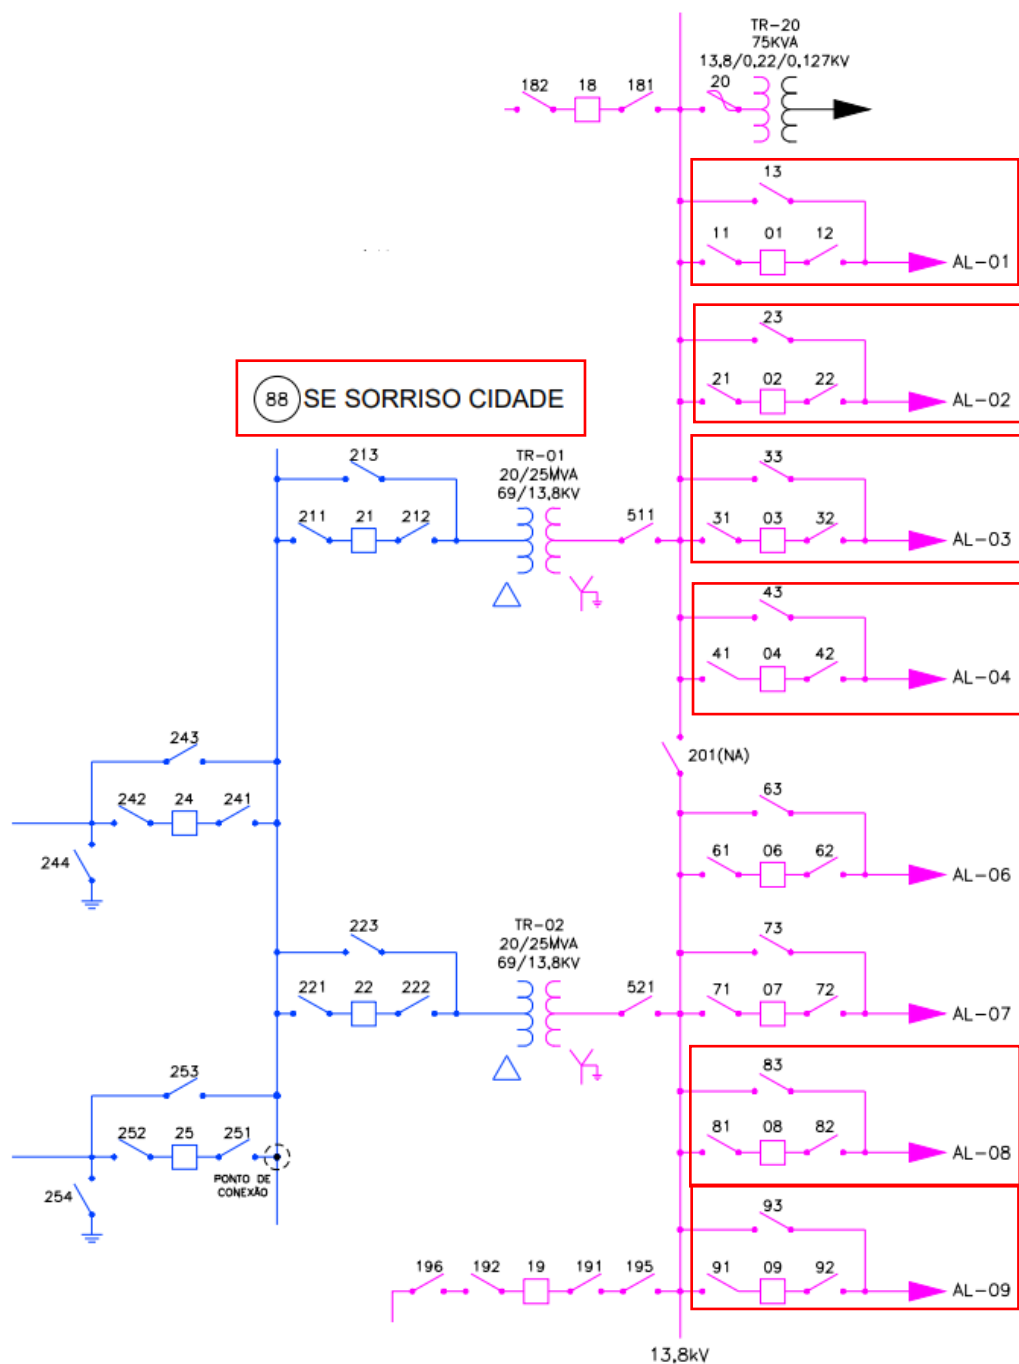 TR-20
75KVA
13,8/0,22/0,127KV
182
18
181
20
13
11
01
12
AL-01
23
21
02
22
AL-02
88 SE SORRISO CIDADE
213
211
21
212
TR-01
20/25MVA
69/13,8KV
511
33
31
03
32
AL-03
43
41
04
42
AL-04
201(NA)
243
242
24
241
244
63
61
06
62
AL-06
223
221
22
222
TR-02
20/25MVA
69/13,8KV
521
73
71
07
72
AL-07
253
252
25
251
254
PONTO DE
CONEXÃO
83
81
08
82
AL-08
93
91
09
92
AL-09
196
192
19
191
195
13,8kV